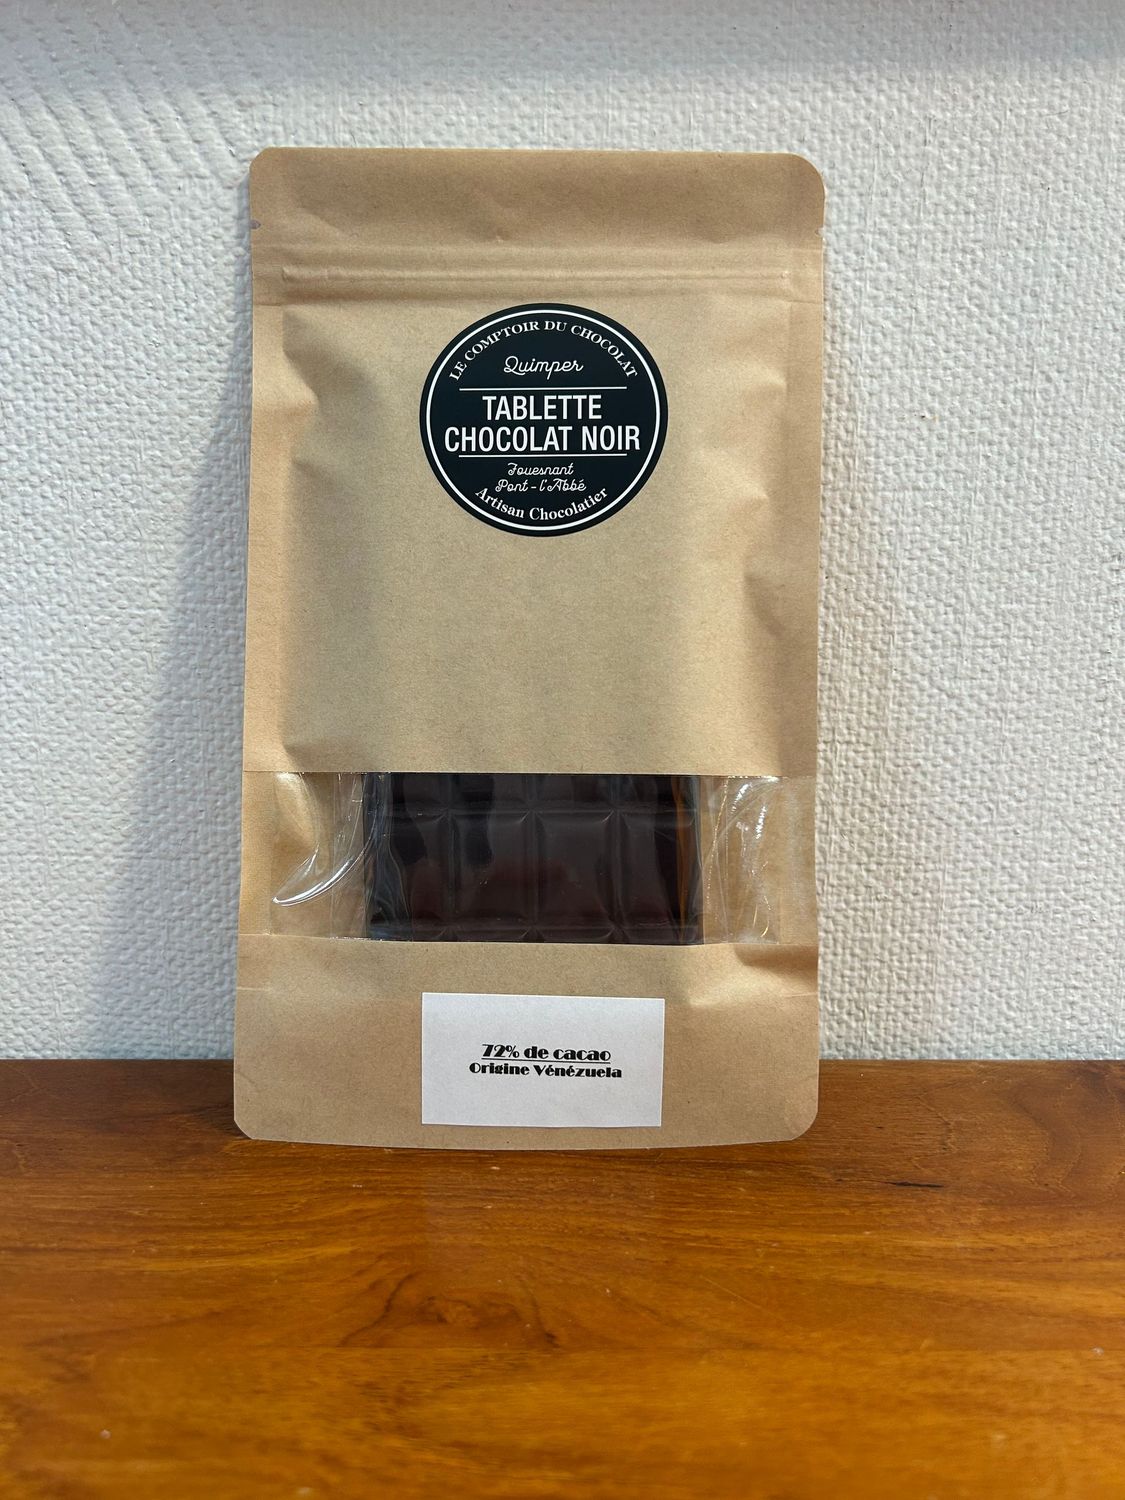 LE COMPTOIR DU CHOCOLAT
Quimper
TABLETTE
CHOCOLAT NOIR
Fouesnant
Pont-l'Abbé
Artisan Chocolatier
72% de cacao
Origine Vénézuela